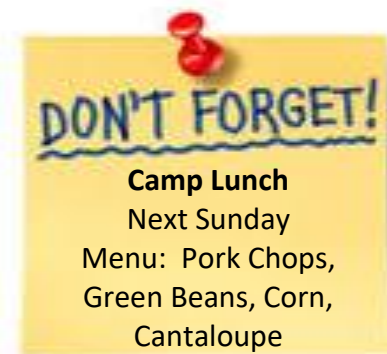 DON'T FORGET!
Camp Lunch
Next Sunday
Menu: Pork Chops,
Green Beans, Corn,
Cantaloupe